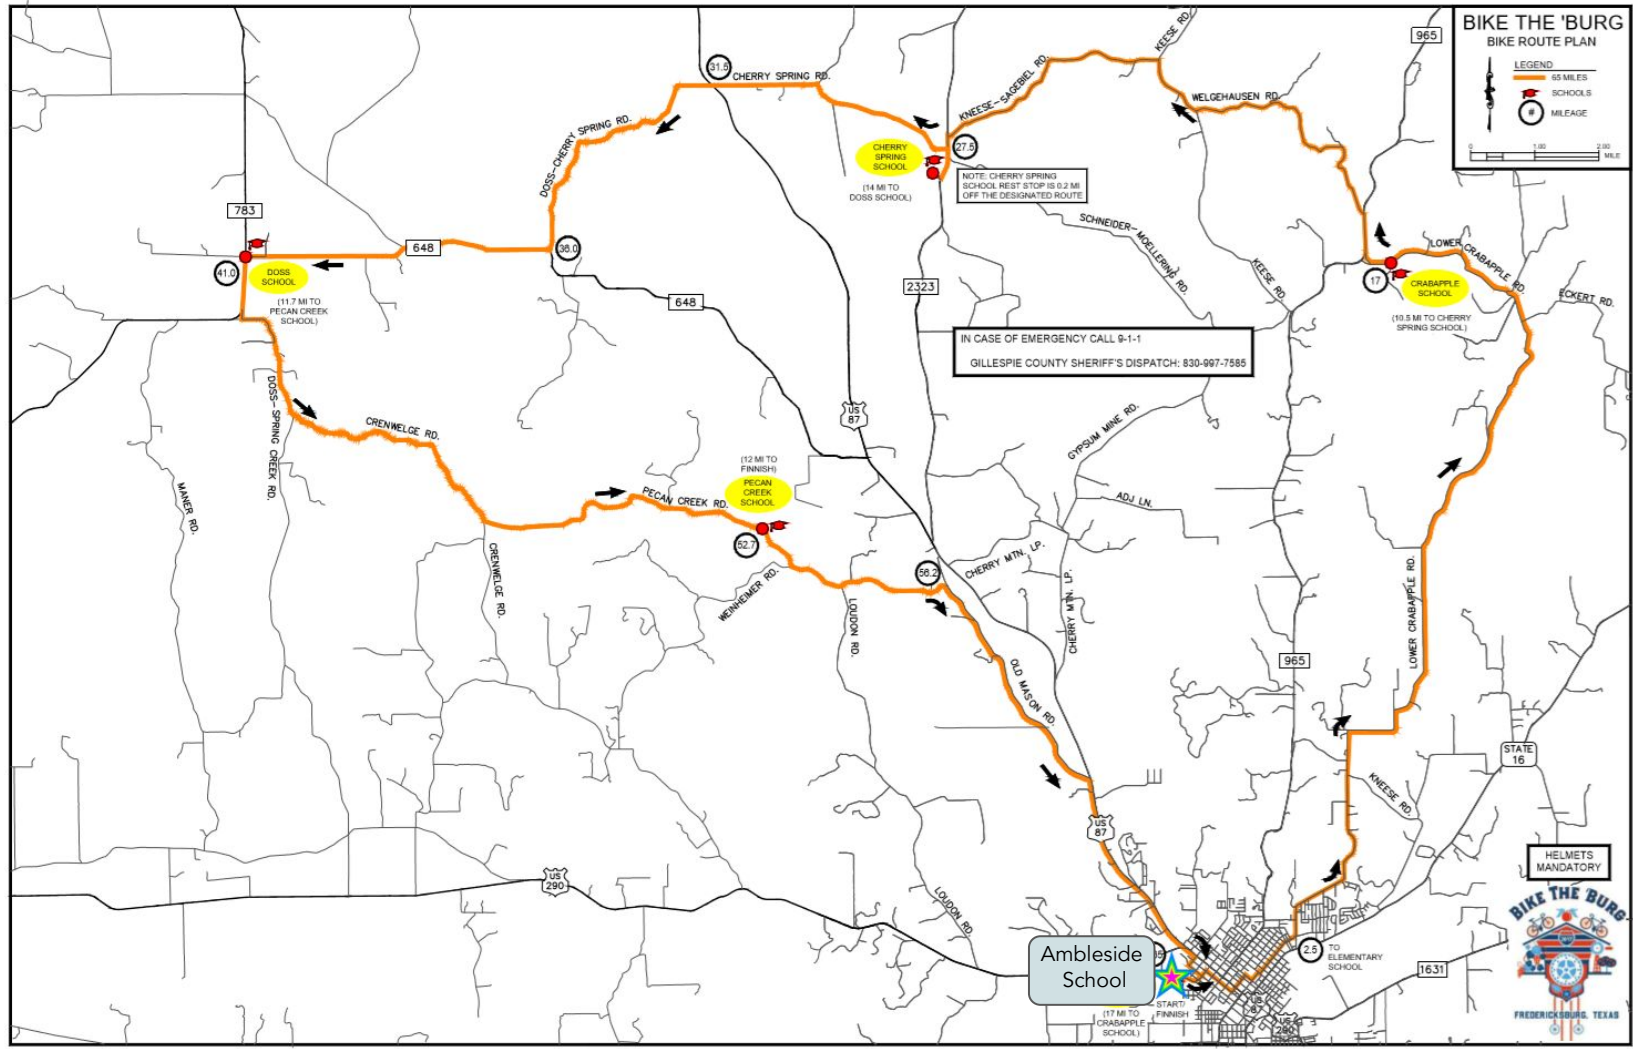 BIKE THE 'BURG
BIKE ROUTE PLAN
LEGEND
65 MILES
SCHOOLS
#
MILEAGE
0
1.00
2.00
MILE
KEESE RD.
965
31.5
CHERRY SPRING RD.
KNEESE-SAGEBIEL RD.
WELGEHAUSEN RD.
DOSS-CHERRY SPRING RD.
CHERRY
SPRING
SCHOOL
27.5
(14 MI TO
DOSS SCHOOL)
NOTE: CHERRY SPRING
SCHOOL REST STOP IS 0.2 MI
OFF THE DESIGNATED ROUTE
783
648
36.0
SCHNEIDER-MOELLERING RD.
KEESE RD.
LOWER CRABAPPLE RD.
41.0
DOSS
SCHOOL
(11.7 MI TO
PECAN CREEK
SCHOOL)
648
2323
17
CRABAPPLE
SCHOOL
ECKERT RD.
(10.5 MI TO CHERRY
SPRING SCHOOL)
IN CASE OF EMERGENCY CALL 9-1-1
GILLESPIE COUNTY SHERIFF'S DISPATCH: 830-997-7585
US
87
DOSS-SPRING CREEK RD.
CRENWELGE RD.
GYPSUM MINE RD.
(12 MI TO
FINNISH)
PECAN
CREEK
SCHOOL
MANER RD.
PECAN CREEK RD.
ADJ LN.
52.7
CRENWELGE RD.
WEINHEIMER RD.
56.2
CHERRY MTN. LP.
CHERRY MTN. LP.
LOUDON RD.
LOWER CRABAPPLE RD.
OLD MASON RD.
965
STATE
16
KNEESE RD.
US
87
HELMETS
MANDATORY
US
290
LOUDON RD.
BIKE THE 'BURG
FREDERICKSBURG, TEXAS
Ambleside
School
2.5
TO
ELEMENTARY
SCHOOL
1631
START/
FINNISH
(17 MI TO
CRABAPPLE
SCHOOL)
US
87
US
290